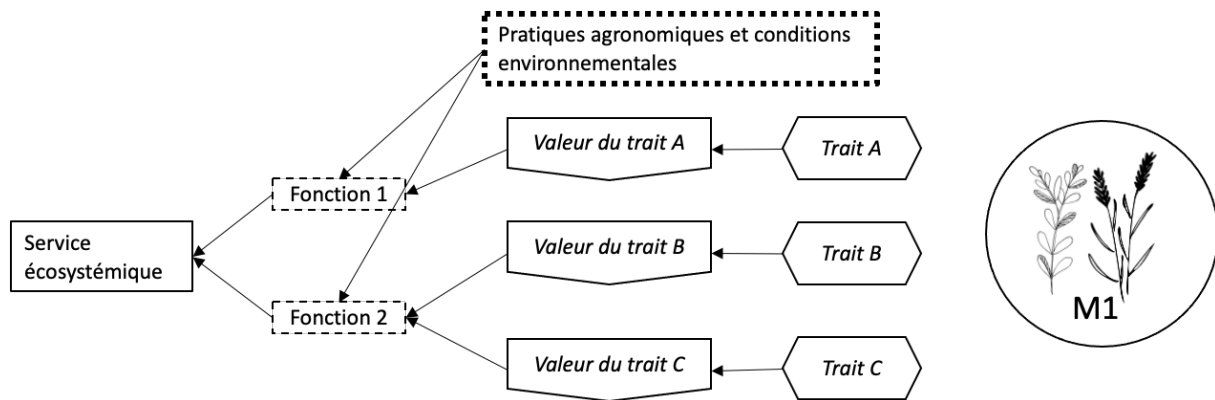 Pratiques agronomiques et conditions
environnementales
Valeur du trait A
Trait A
Fonction 1
Service
écosystémique
Valeur du trait B
Trait B
Fonction 2
M1
Valeur du trait C
Trait C